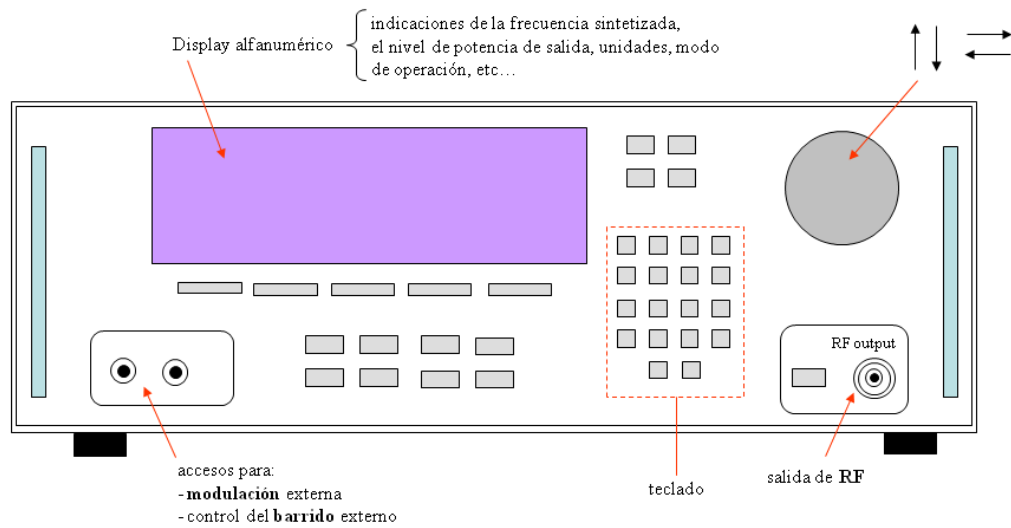 Display alfanumérico
indicaciones de la frecuencia sintetizada,
el nivel de potencia de salida, unidades, modo
de operación, etc…
RF output
accesos para:
- modulación externa
- control del barrido externo
teclado
salida de RF